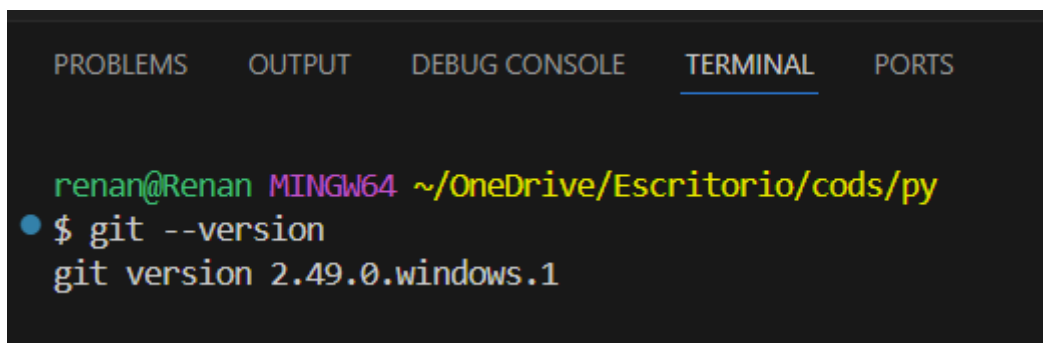 PROBLEMS OUTPUT DEBUG CONSOLE TERMINAL PORTS
renan@Renan MINGW64 ~/OneDrive/Escritorio/cods/py
$ git --version
git version 2.49.0.windows.1